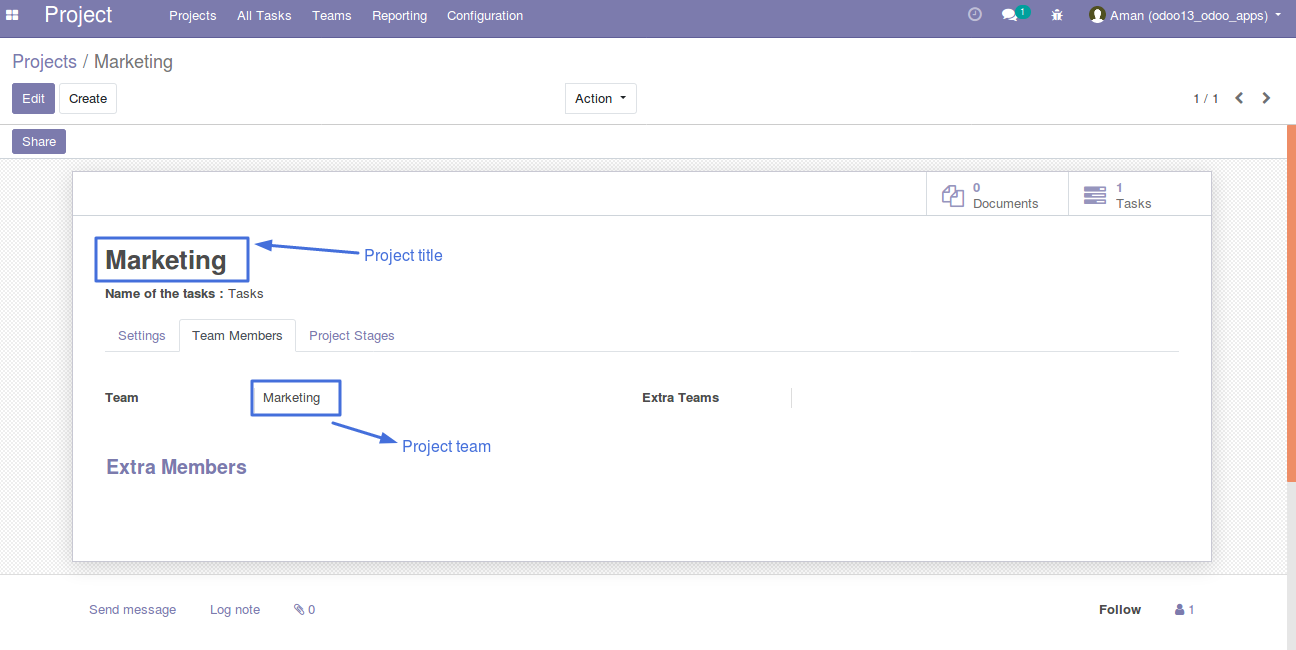 Project Projects All Tasks Teams Reporting Configuration 1 Aman (odoo13_odoo_apps)
Projects / Marketing
Edit Create Action 1 / 1
Share
0 Documents
1 Tasks
Marketing Project title
Name of the tasks : Tasks
Settings Team Members Project Stages
Team Marketing Extra Teams
Project team
Extra Members
Send message Log note 0 Follow 1